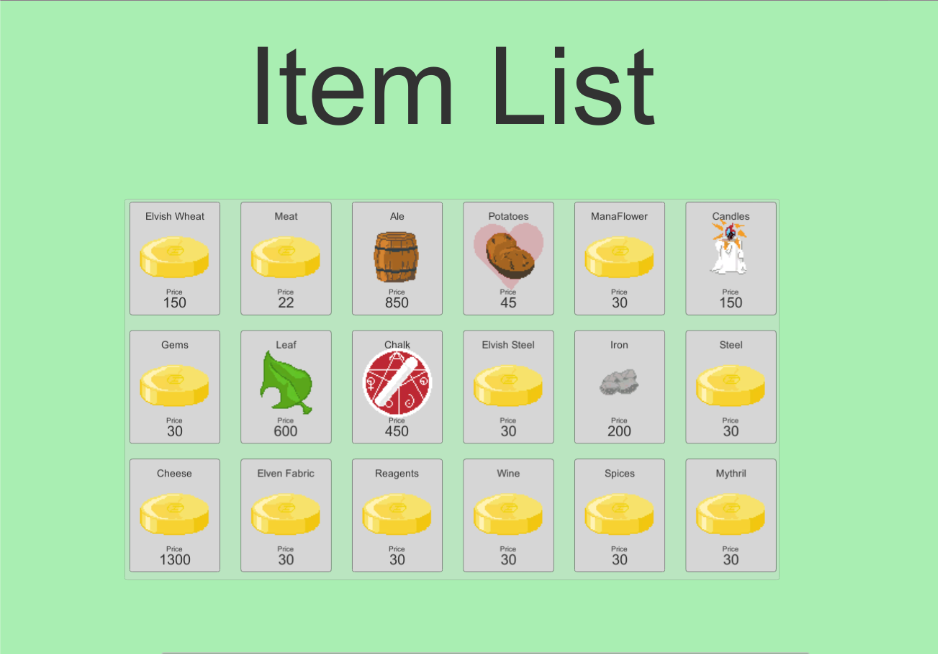 Item List
Elvish Wheat
Price
150
Meat
Price
22
Ale
Price
850
Potatoes
Price
45
ManaFlower
Price
30
Candles
Price
150
Gems
Price
30
Leaf
Price
600
Chalk
Price
450
Elvish Steel
Price
30
Iron
Price
200
Steel
Price
30
Cheese
Price
1300
Elven Fabric
Price
30
Reagents
Price
30
Wine
Price
30
Spices
Price
30
Mythril
Price
30